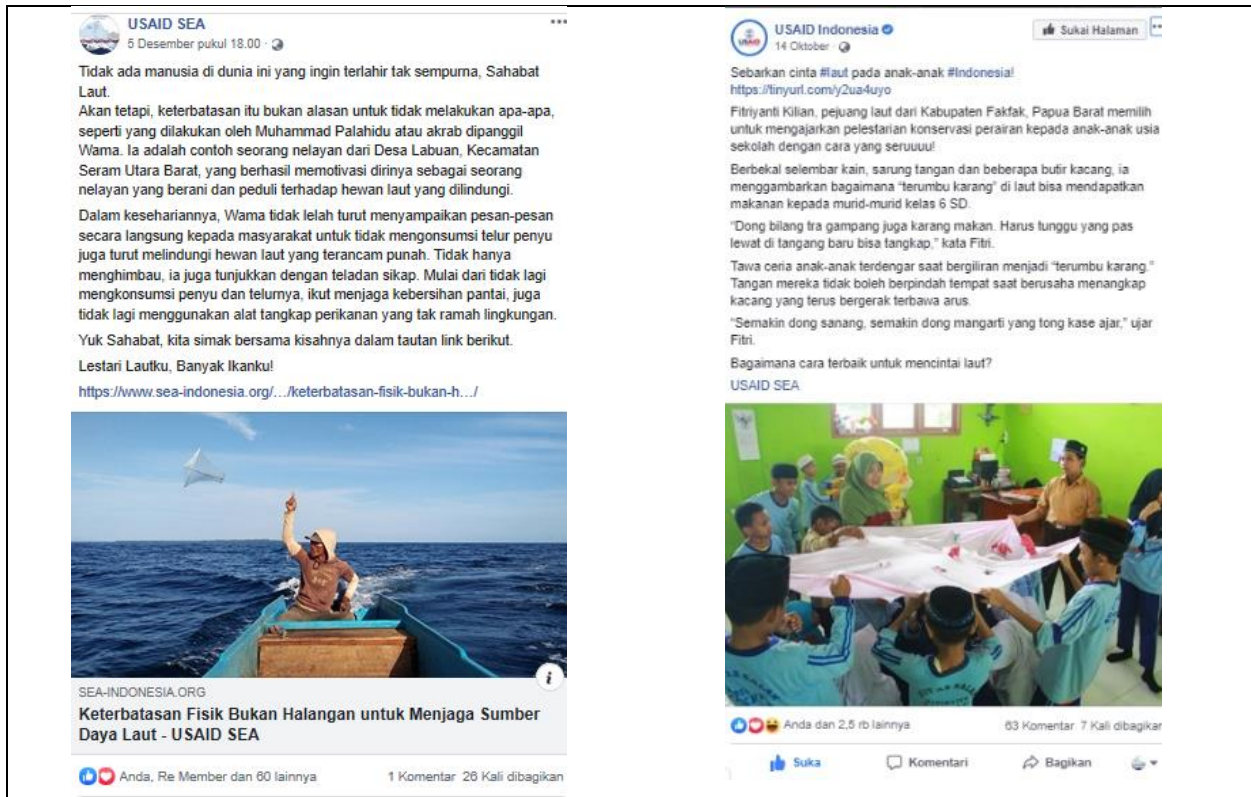 USAID SEA
5 Desember pukul 18.00 ·
Tidak ada manusia di dunia ini yang ingin terlahir tak sempurna, Sahabat
Laut.
Akan tetapi, keterbatasan itu bukan alasan untuk tidak melakukan apa-apa,
seperti yang dilakukan oleh Muhammad Palahidu atau akrab dipanggil
Wama. Ia adalah contoh seorang nelayan dari Desa Labuan, Kecamatan
Seram Utara Barat, yang berhasil memotivasi dirinya sebagai seorang
nelayan yang berani dan peduli terhadap hewan laut yang dilindungi.
Dalam kesehariannya, Wama tidak lelah turut menyampaikan pesan-pesan
secara langsung kepada masyarakat untuk tidak mengonsumsi telur penyu
juga turut melindungi hewan laut yang terancam punah. Tidak hanya
menghimbau, ia juga tunjukkan dengan teladan sikap. Mulai dari tidak lagi
mengkonsumsi penyu dan telurnya, ikut menjaga kebersihan pantai, juga
tidak lagi menggunakan alat tangkap perikanan yang tak ramah lingkungan.
Yuk Sahabat, kita simak bersama kisahnya dalam tautan link berikut.
Lestari Lautku, Banyak Ikanku!
https://www.sea-indonesia.org/.../keterbatasan-fisik-bukan-h.../
SEA-INDONESIA.ORG
Keterbatasan Fisik Bukan Halangan untuk Menjaga Sumber
Daya Laut - USAID SEA
Anda, Re Member dan 60 lainnya 1 Komentar 26 Kali dibagikan
USAID Indonesia
Sukai Halaman
14 Oktober ·
Sebarkan cinta #laut pada anak-anak #Indonesia!
https://tinyurl.com/y2ua4uyo
Fitriyanti Kilian, pejuang laut dari Kabupaten Fakfak, Papua Barat memilih
untuk mengajarkan pelestarian konservasi perairan kepada anak-anak usia
sekolah dengan cara yang seruuuu!
Berbekal selembar kain, sarung tangan dan beberapa butir kacang, ia
menggambarkan bagaimana “terumbu karang” di laut bisa mendapatkan
makanan kepada murid-murid kelas 6 SD.
“Dong bilang tra gampang juga karang makan. Harus tunggu yang pas
lewat di tangang baru bisa tangkap,” kata Fitri.
Tawa ceria anak-anak terdengar saat bergiliran menjadi “terumbu karang.”
Tangan mereka tidak boleh berpindah tempat saat berusaha menangkap
kacang yang terus bergerak terbawa arus.
“Semakin dong sanang, semakin dong mangarti yang tong kase ajar,” ujar
Fitri.
Bagaimana cara terbaik untuk mencintai laut?
USAID SEA
Anda dan 2,5 rb lainnya 63 Komentar 7 Kali dibagikan
Suka Komentari Bagikan